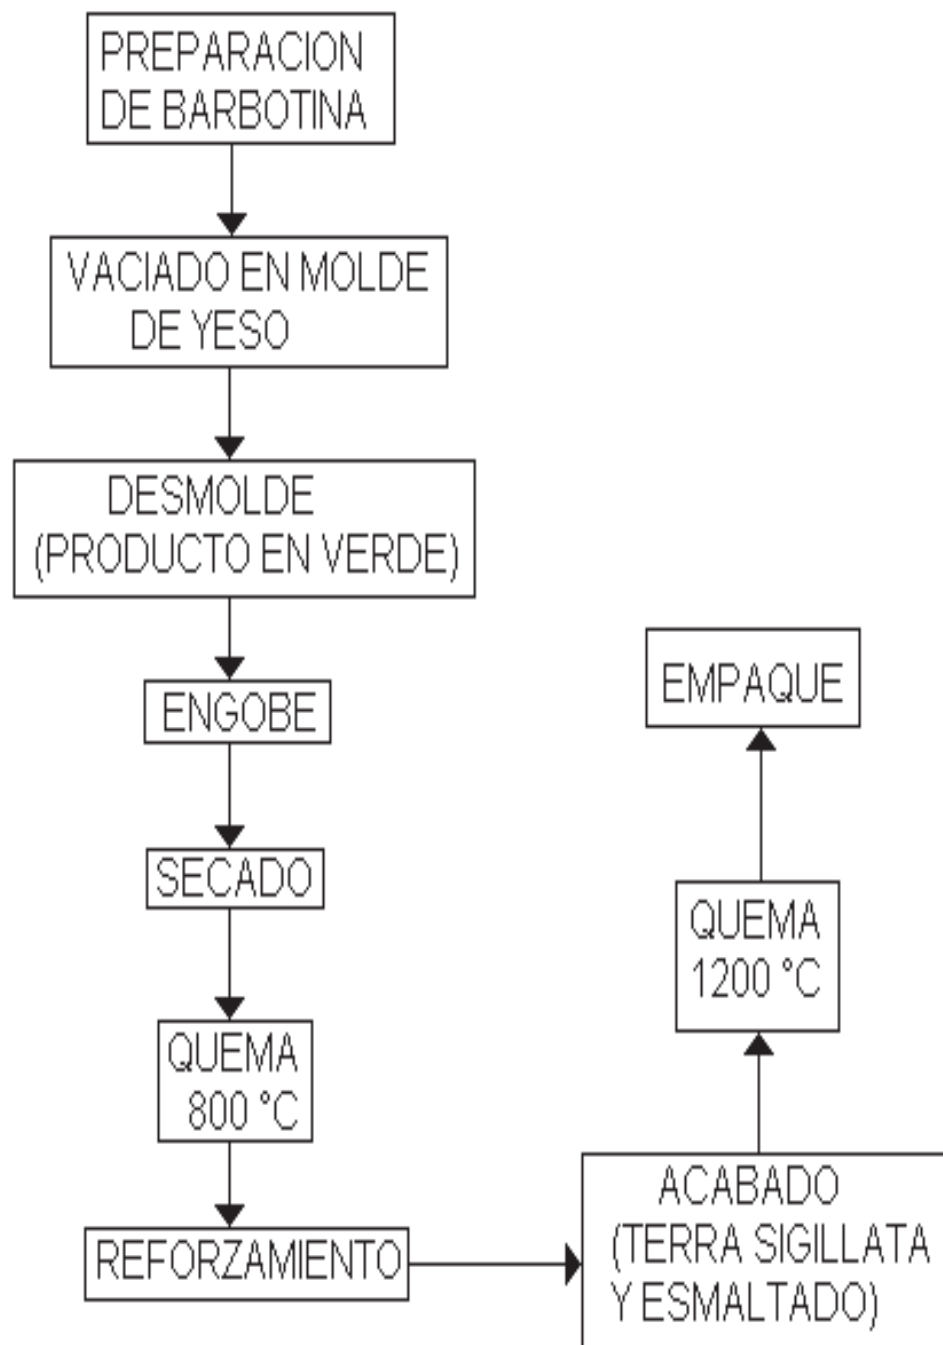 PREPARACION
DE BARBOTINA
VACIADO EN MOLDE
DE YESO
DESMOLDE
(PRODUCTO EN VERDE)
ENGOBE
SECADO
QUEMA
800 °C
REFORZAMIENTO
ACABADO
(TERRA SIGILLATA
Y ESMALTADO)
QUEMA
1200 °C
EMPAQUE